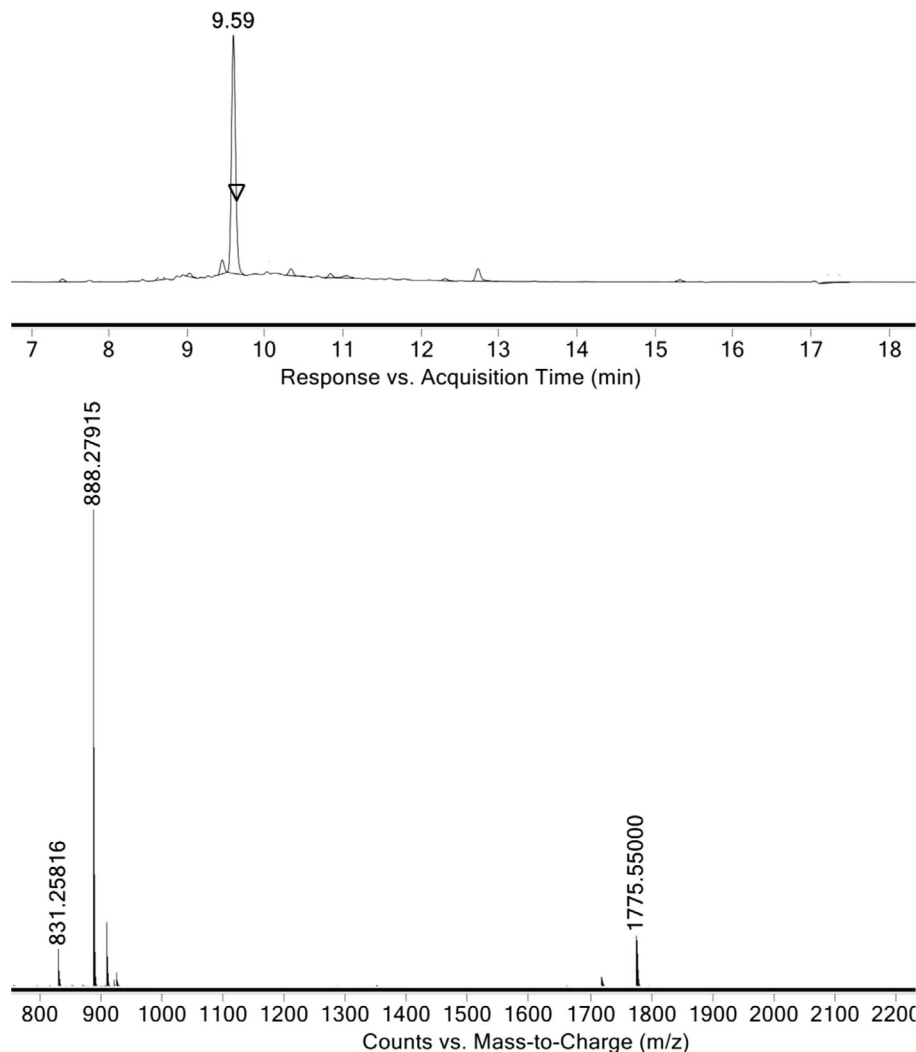 9.59
7 8 9 10 11 12 13 14 15 16 17 18
Response vs. Acquisition Time (min)
888.27915
831.25816
1775.55000
800 900 1000 1100 1200 1300 1400 1500 1600 1700 1800 1900 2000 2100 2200
Counts vs. Mass-to-Charge (m/z)